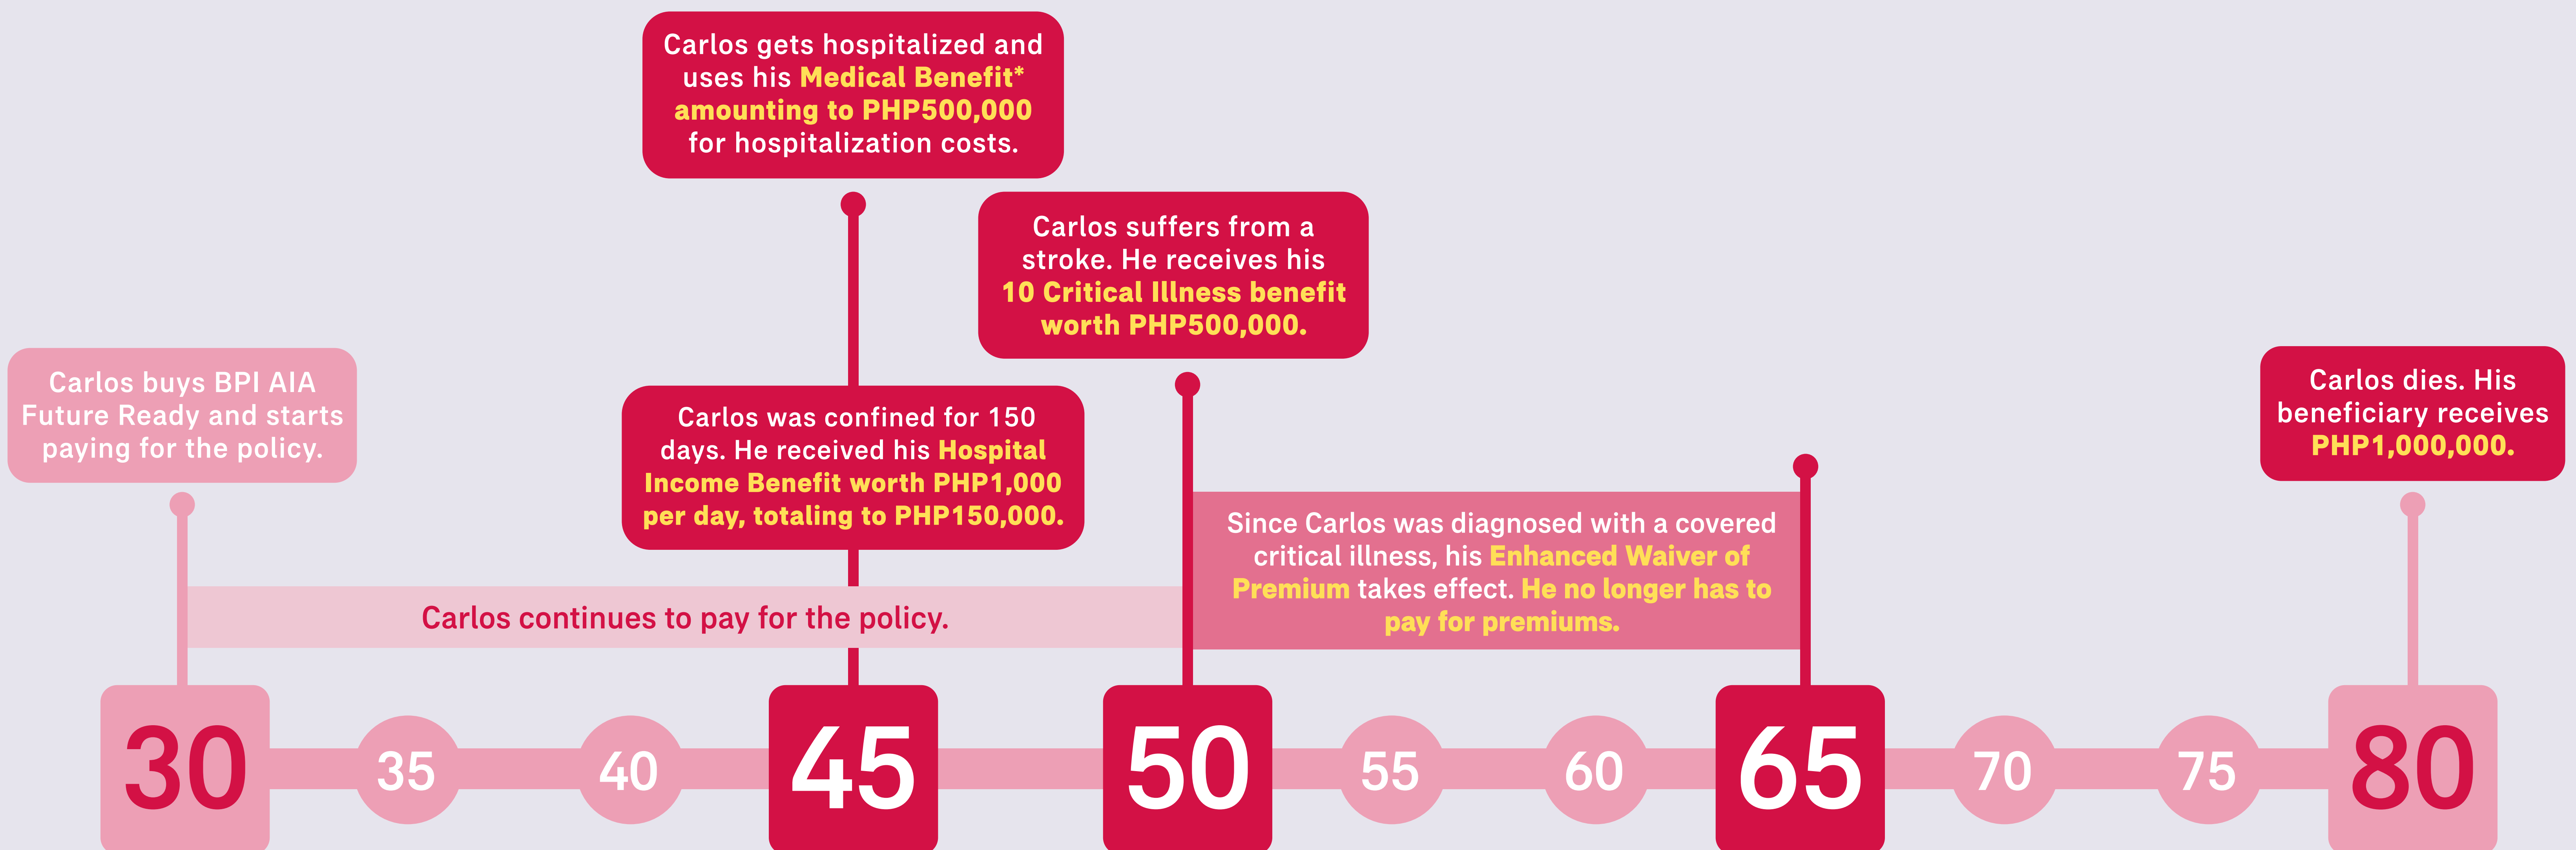 Carlos gets hospitalized and
uses his Medical Benefit*
amounting to PHP500,000
for hospitalization costs.
Carlos suffers from a
stroke. He receives his
10 Critical Illness benefit
worth PHP500,000.
Carlos buys BPI AIA
Future Ready and starts
paying for the policy.
Carlos was confined for 150
days. He received his Hospital
Income Benefit worth PHP1,000
per day, totaling to PHP150,000.
Carlos dies. His
beneficiary receives
PHP1,000,000.
Since Carlos was diagnosed with a covered
critical illness, his Enhanced Waiver of
Premium takes effect. He no longer has to
pay for premiums.
Carlos continues to pay for the policy.
30 35 40 45 50 55 60 65 70 75 80